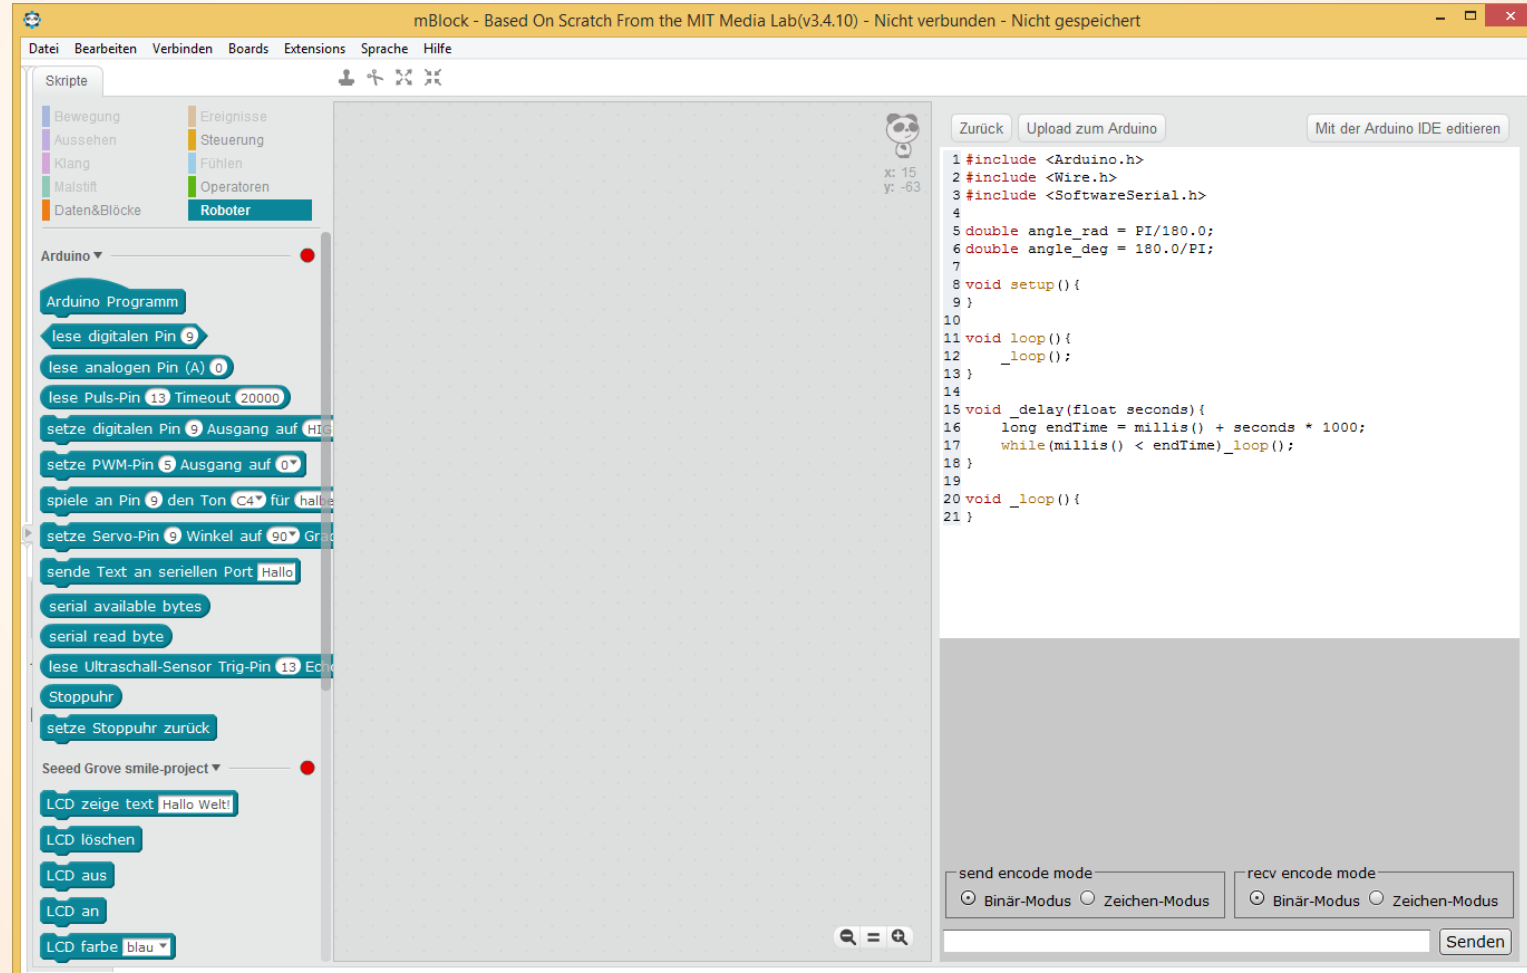 mBlock - Based On Scratch From the MIT Media Lab(v3.4.10) - Nicht verbunden - Nicht gespeichert
Datei Bearbeiten Verbinden Boards Extensions Sprache Hilfe
Skripte
Bewegung Ereignisse
Aussehen Steuerung
Klang Fühlen
Malstift Operatoren
Daten&Blöcke Roboter
Arduino
Arduino Programm
lese digitalen Pin 9
lese analogen Pin (A) 0
lese Puls-Pin 13 Timeout 20000
setze digitalen Pin 9 Ausgang auf HIG
setze PWM-Pin 5 Ausgang auf 0
spiele an Pin 9 den Ton C4 für halbe
setze Servo-Pin 9 Winkel auf 90 Grad
sende Text an seriellen Port Hallo
serial available bytes
serial read byte
lese Ultraschall-Sensor Trig-Pin 13 Echo
Stoppuhr
setze Stoppuhr zurück
Seeed Grove smile-project
LCD zeige text Hallo Welt!
LCD löschen
LCD aus
LCD an
LCD farbe blau
x: 15
y: -63
Zurück Upload zum Arduino Mit der Arduino IDE editieren
1 #include <Arduino.h>
2 #include <Wire.h>
3 #include <SoftwareSerial.h>
4
5 double angle_rad = PI/180.0;
6 double angle_deg = 180.0/PI;
7
8 void setup(){
9 }
10
11 void loop(){
12 _loop();
13 }
14
15 void _delay(float seconds){
16 long endTime = millis() + seconds * 1000;
17 while(millis() < endTime)_loop();
18 }
19
20 void _loop(){
21 }
send encode mode recv encode mode
Binär-Modus Zeichen-Modus Binär-Modus Zeichen-Modus
Senden